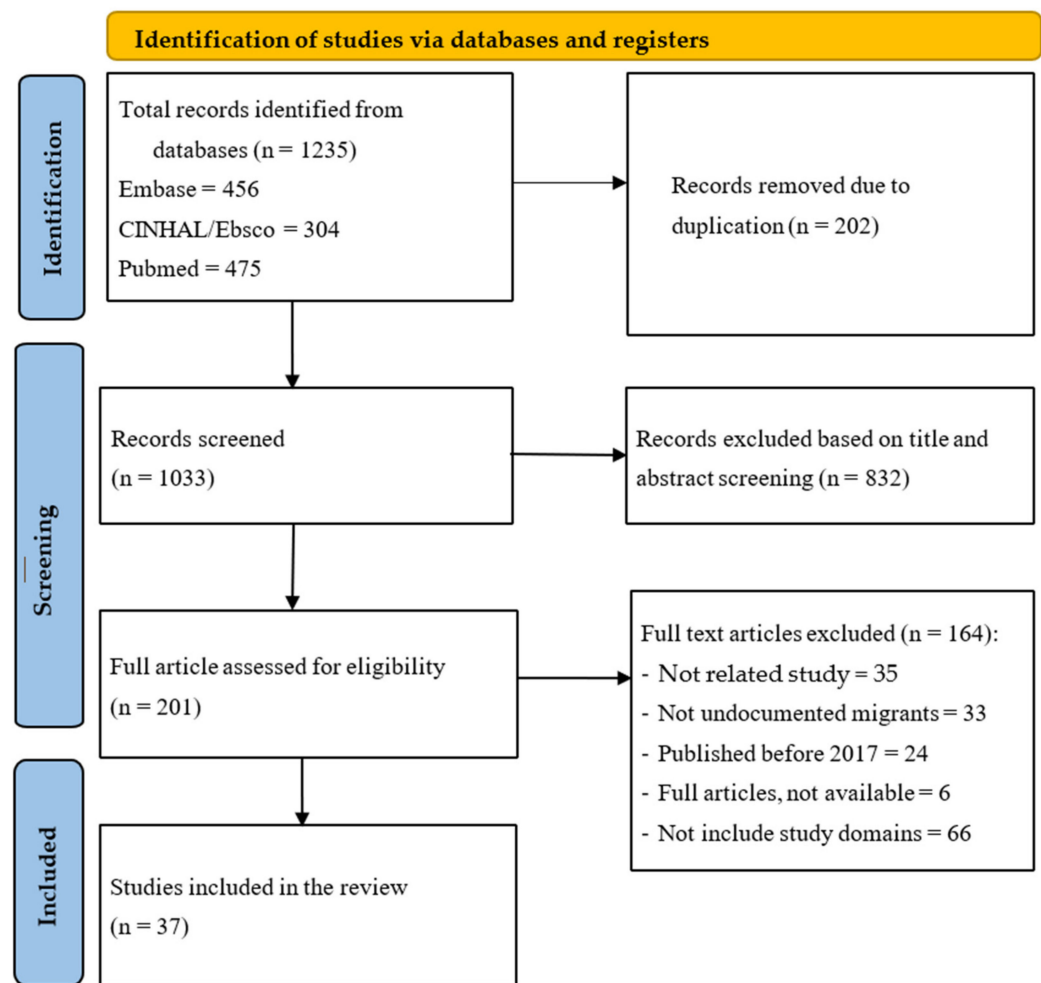 Identification of studies via databases and registers
Identification
Total records identified from
databases (n = 1235)
Embase = 456
CINHAL/Ebsco = 304
Pubmed = 475
Records removed due to
duplication (n = 202)
Screening
Records screened
(n = 1033)
Records excluded based on title and
abstract screening (n = 832)
Full article assessed for eligibility
(n = 201)
Full text articles excluded (n = 164):
- Not related study = 35
- Not undocumented migrants = 33
- Published before 2017 = 24
- Full articles, not available = 6
- Not include study domains = 66
Included
Studies included in the review
(n = 37)